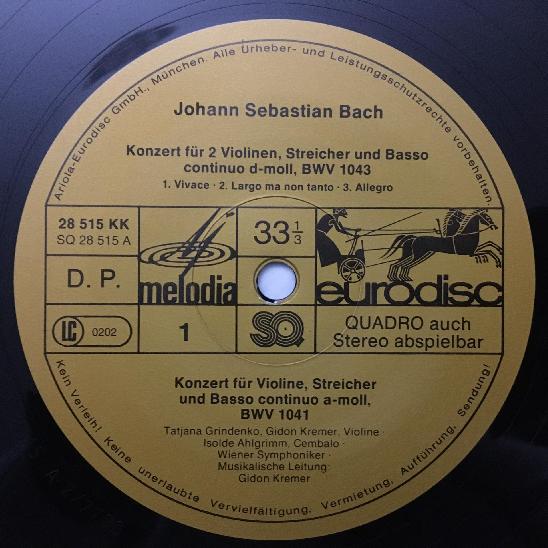 Ariola-Eurodisc GmbH., München. Alle Urheber- und Leistungsschutzrechte vorbehalten.
Johann Sebastian Bach
Konzert für 2 Violinen, Streicher und Basso
continuo d-moll, BWV 1043
1. Vivace · 2. Largo ma non tanto · 3. Allegro
28 515 KK
SQ 28 515 A
33 1/3
D. P.
melodia
eurodisc
LC 0202
1
SQ
QUADRO auch
Stereo abspielbar
Konzert für Violine, Streicher
und Basso continuo a-moll,
BWV 1041
Tatjana Grindenko, Gidon Kremer, Violine ·
Isolde Ahlgrimm, Cembalo ·
Wiener Symphoniker ·
Musikalische Leitung:
Gidon Kremer
Kein Verleih! Keine unerlaubte Vervielfältigung, Vermietung, Aufführung, Sendung!